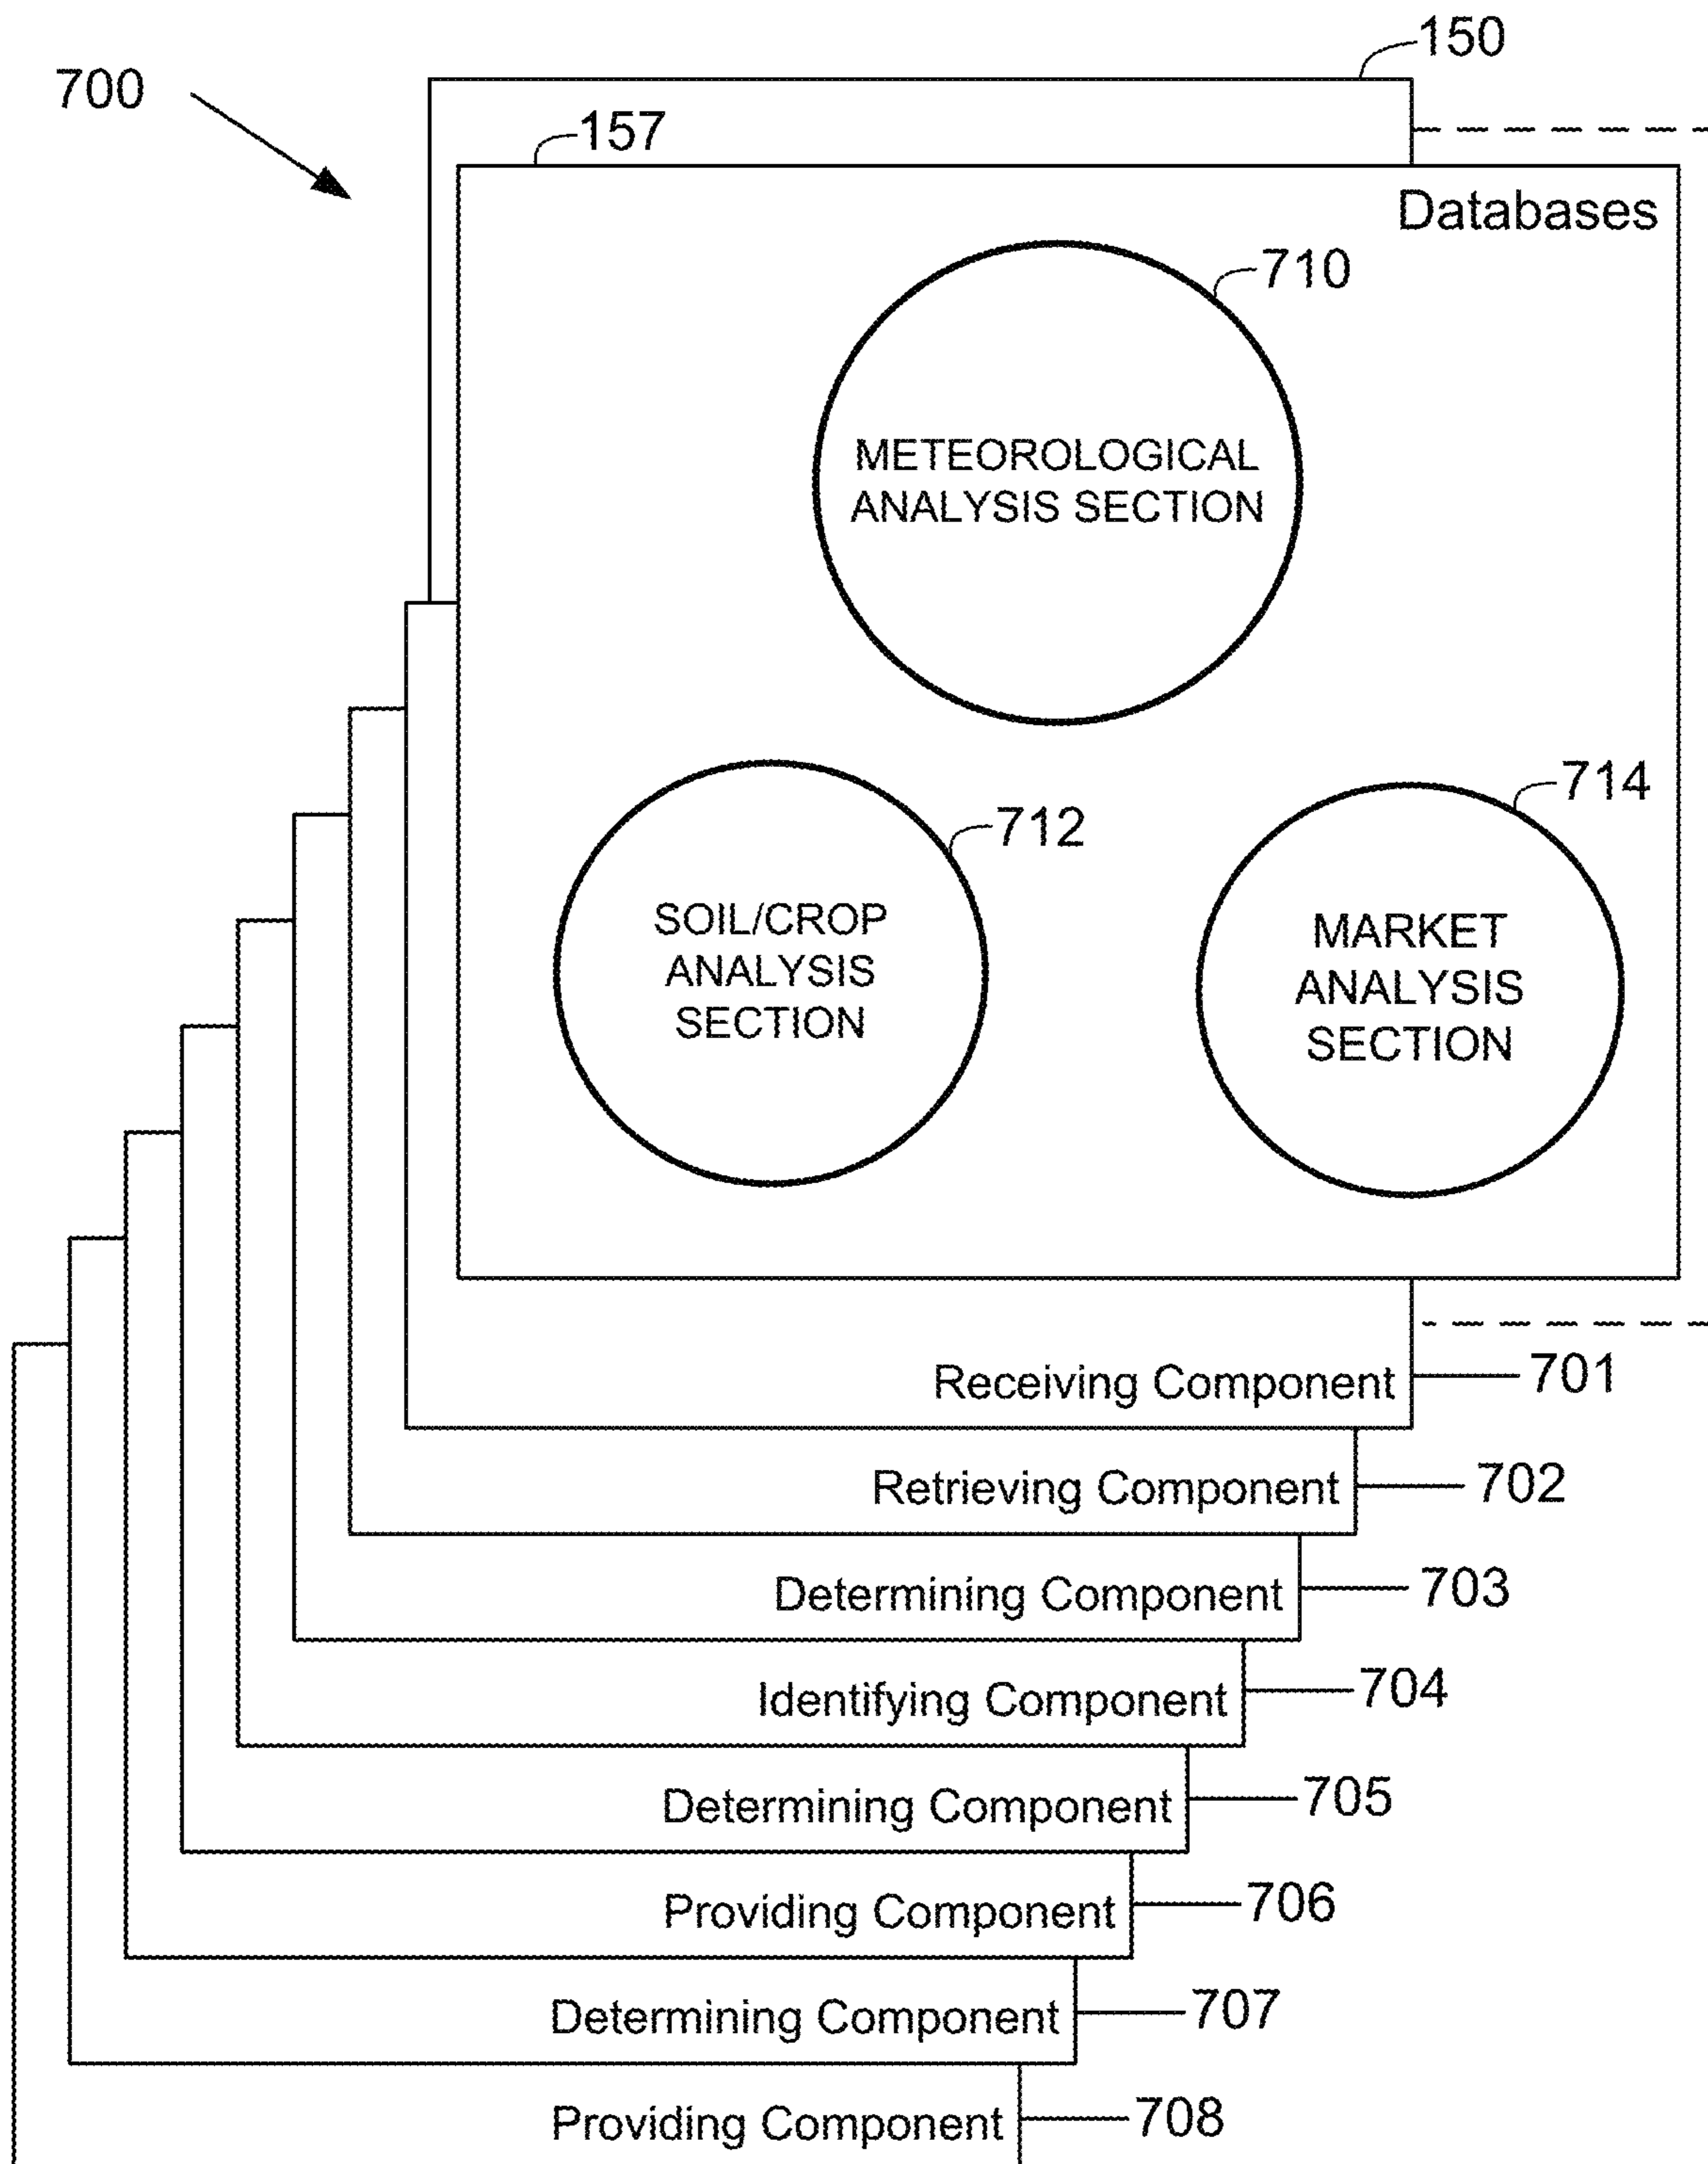 150
700
157
Databases
710
METEOROLOGICAL
ANALYSIS SECTION
714
712
SOIL/CROP
ANALYSIS
SECTION
MARKET
ANALYSIS
SECTION
Receiving Component 701
Retrieving Component 702
Determining Component 703
Identifying Component 704
Determining Component 705
Providing Component 706
Determining Component 707
Providing Component 708